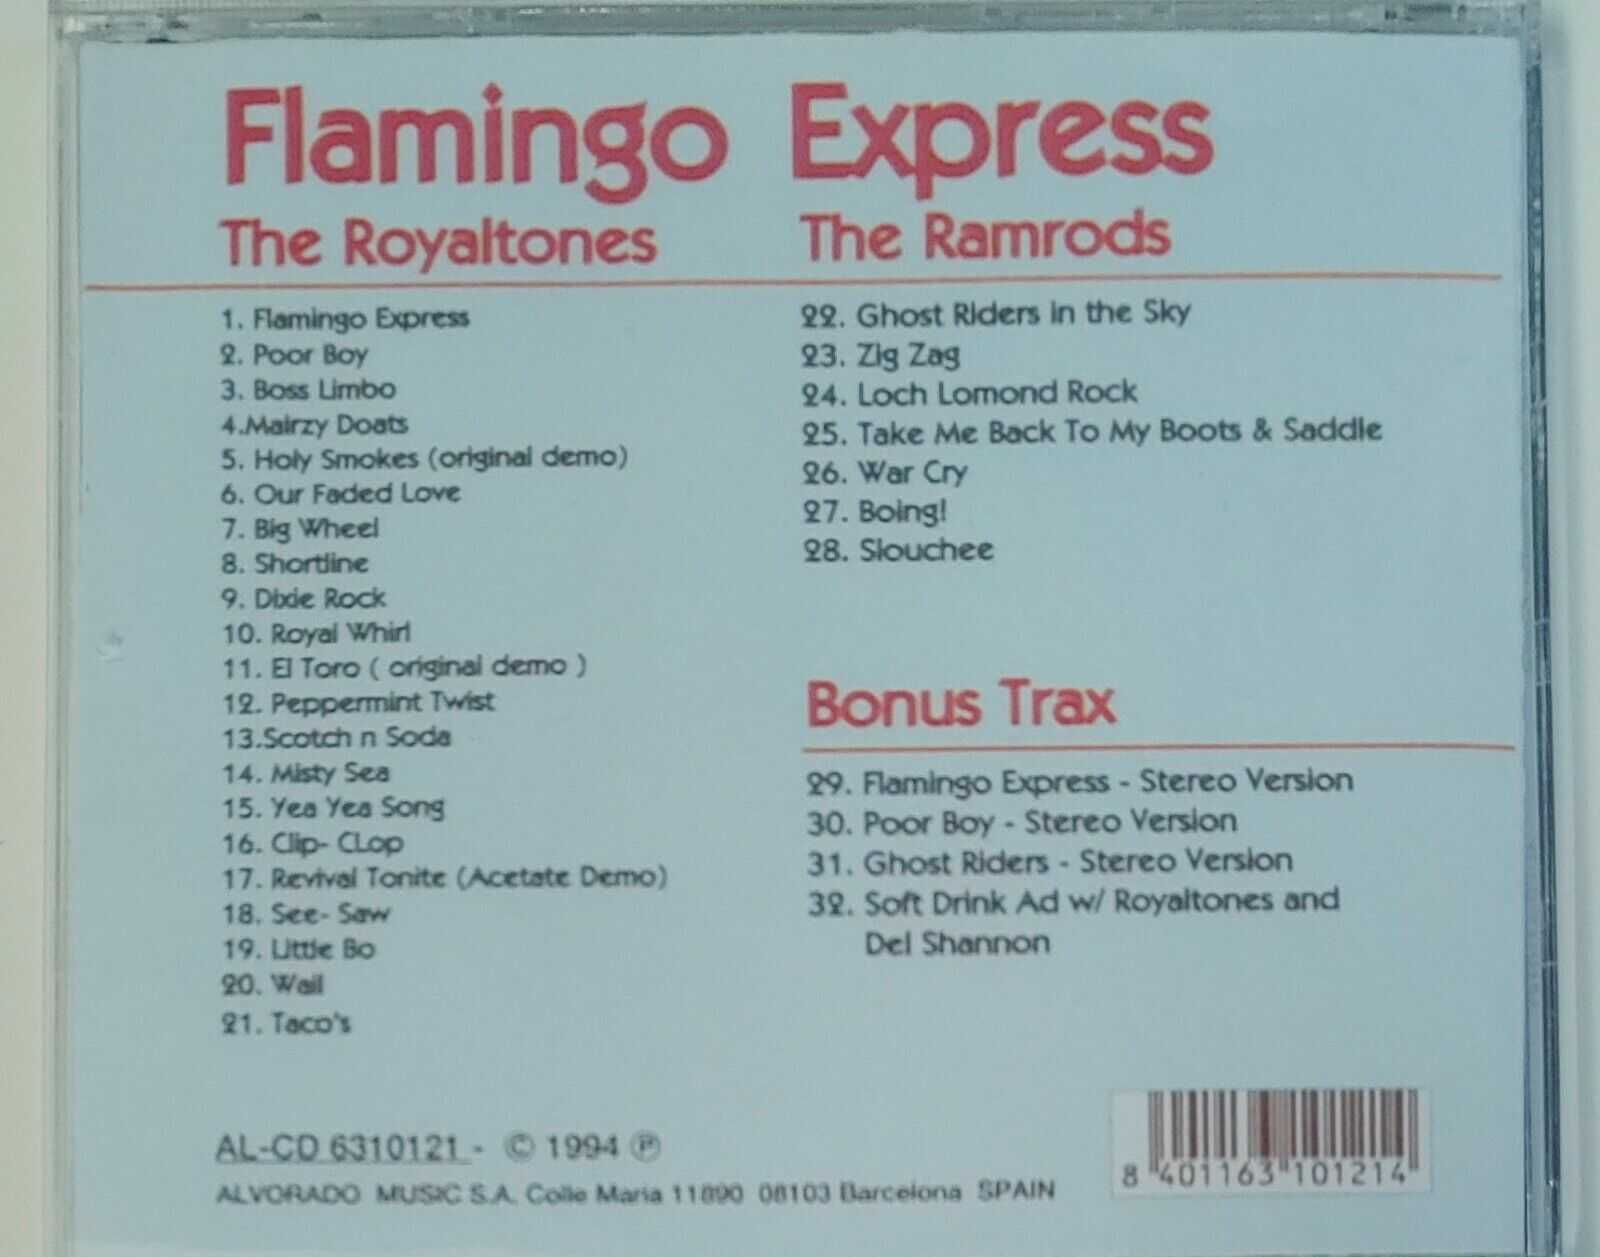 Flamingo Express
The Royaltones
1. Flamingo Express
2. Poor Boy
3. Boss Limbo
4.Mairzy Doats
5. Holy Smokes (original demo)
6. Our Faded Love
7. Big Wheel
8. Shortline
9. Dixie Rock
10. Royal Whirl
11. El Toro ( original demo )
12. Peppermint Twist
13.Scotch n Soda
14. Misty Sea
15. Yea Yea Song
16. Clip- CLop
17. Revival Tonite (Acetate Demo)
18. See- Saw
19. Little Bo
20. Wail
21. Taco's
The Ramrods
22. Ghost Riders in the Sky
23. Zig Zag
24. Loch Lomond Rock
25. Take Me Back To My Boots & Saddle
26. War Cry
27. Boing!
28. Slouchee
Bonus Trax
29. Flamingo Express - Stereo Version
30. Poor Boy - Stereo Version
31. Ghost Riders - Stereo Version
32. Soft Drink Ad w/ Royaltones and
Del Shannon
AL-CD 6310121 - © 1994 ℗
ALVORADO MUSIC S.A. Colle Maria 11890 08103 Barcelona SPAIN
8 401163 101214